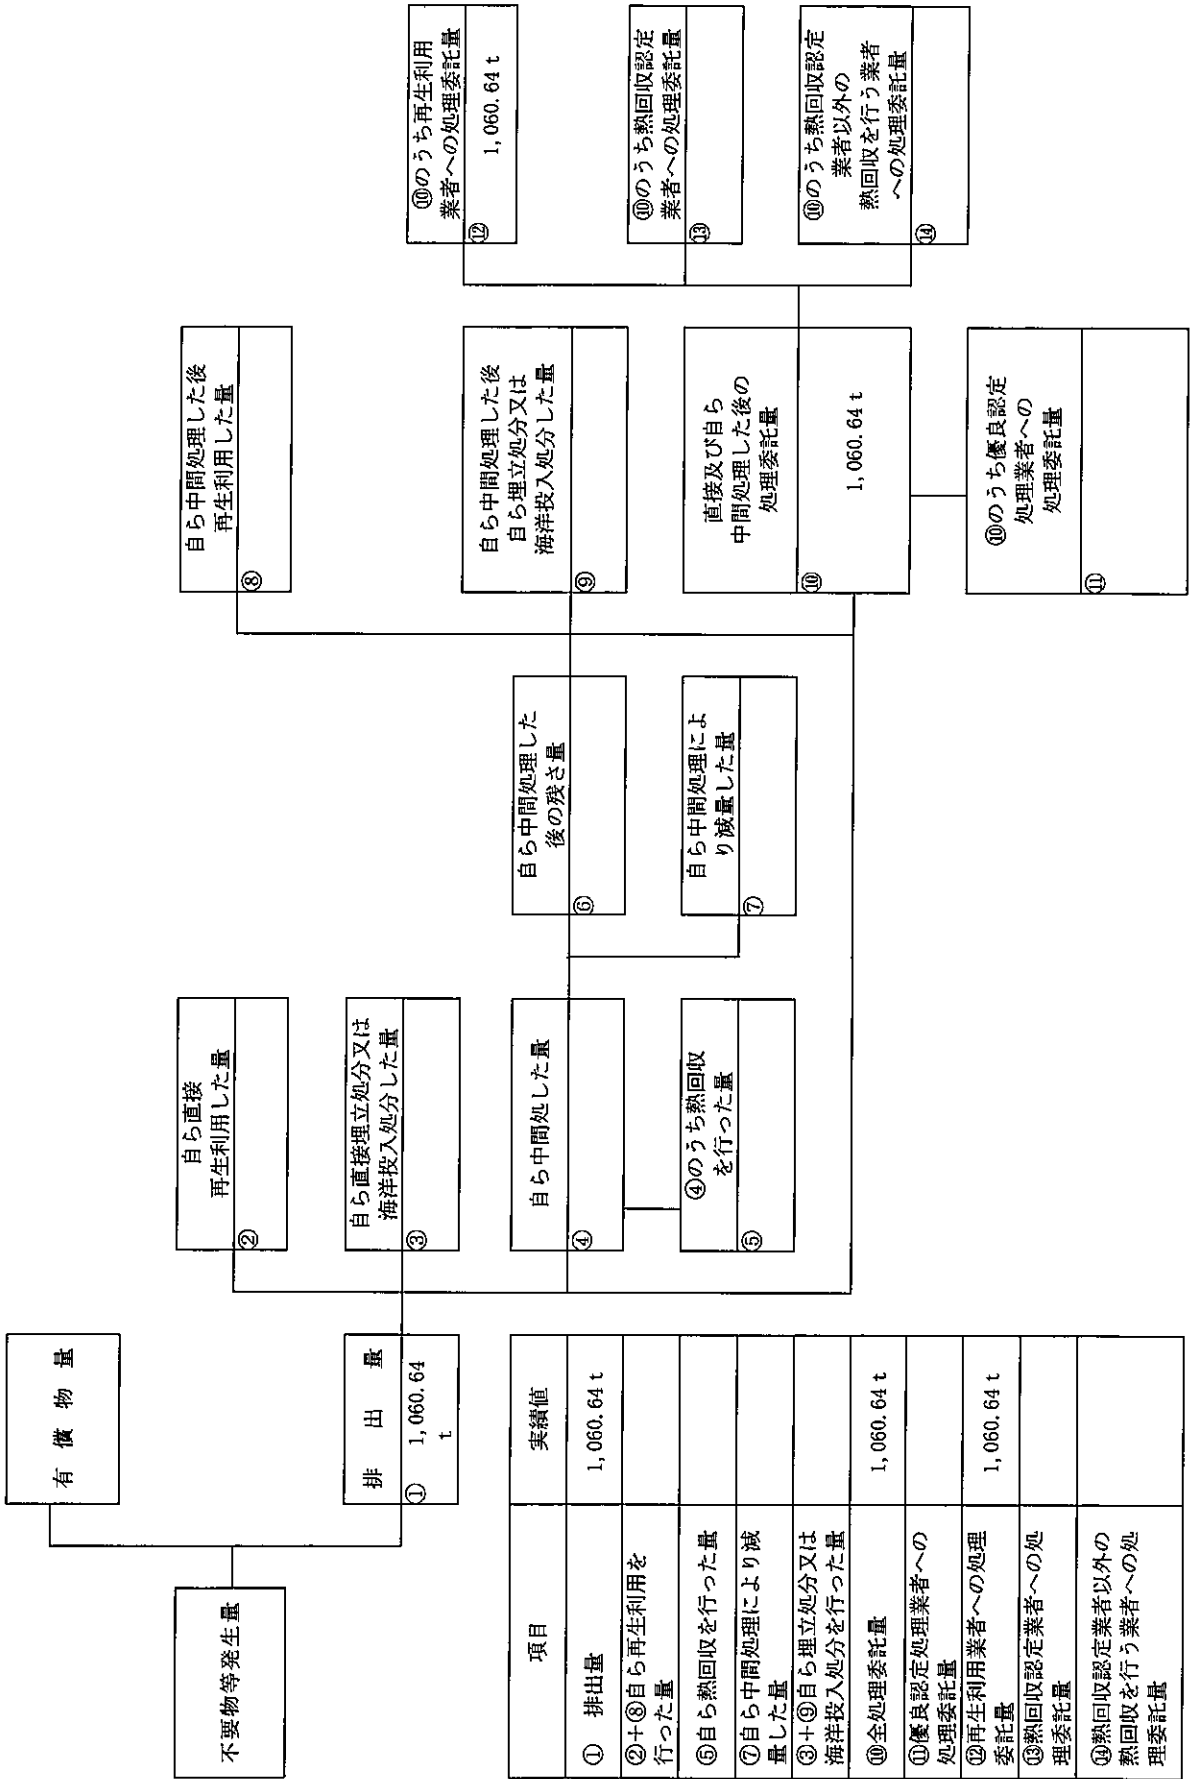 不要物等発生量
有償物量
排出量
① 1,060.64
t
自ら直接
再生利用した量
②
自ら直接埋立処分又は
海洋投入処分した量
③
自ら中間処した量
④
④のうち熱回収
を行った量
⑤
自ら中間処理した
後の残さ量
⑥
自ら中間処理によ
り減量した量
⑦
自ら中間処理した後
再生利用した量
⑧
自ら中間処理した後
自ら埋立処分又は
海洋投入処分した量
⑨
直接及び自ら
中間処理した後の
処理委託量
⑩
1,060.64 t
⑩のうち優良認定
処理業者への
処理委託量
⑪
⑩のうち再生利用
業者への処理委託量
⑫
1,060.64 t
⑩のうち熱回収認定
業者への処理委託量
⑬
⑩のうち熱回収認定
業者以外の
熱回収を行う業者
への処理委託量
⑭
項目 実績値
① 排出量 1,060.64 t
②+⑧自ら再生利用を
行った量
⑤自ら熱回収を行った量
⑦自ら中間処理により減
量した量
③+⑨自ら埋立処分又は
海洋投入処分を行った量
⑩全処理委託量 1,060.64 t
⑪優良認定処理業者への
処理委託量
⑫再生利用業者への処理
委託量 1,060.64 t
⑬熱回収認定業者への処
理委託量
⑭熱回収認定業者以外の
熱回収を行う業者への処
理委託量